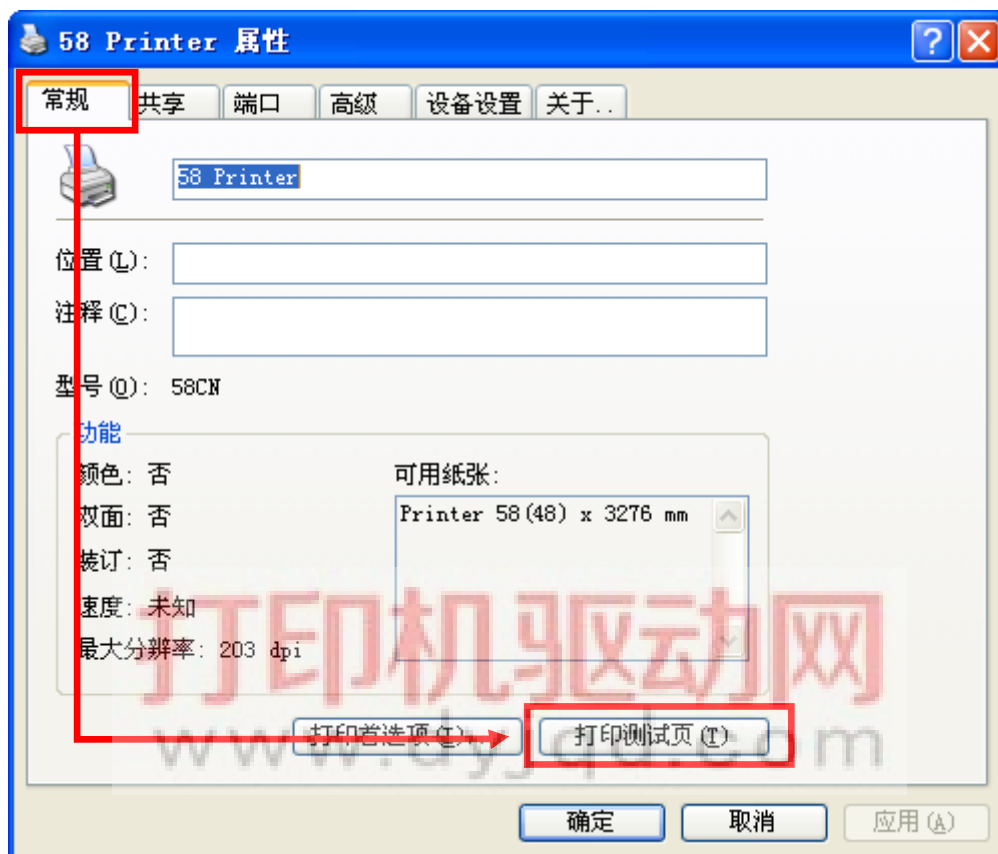 58 Printer 属性
常规 共享 端口 高级 设备设置 关于..
58 Printer
位置(L):
注释(C):
型号(O): 58CN
功能
颜色: 否 可用纸张:
双面: 否 Printer 58(48) x 3276 mm
装订: 否
速度: 未知
最大分辨率: 203 dpi
打印机驱动网
打印首选项(I)... 打印测试页(T)
www.dyjqd.com
确定 取消 应用(A)